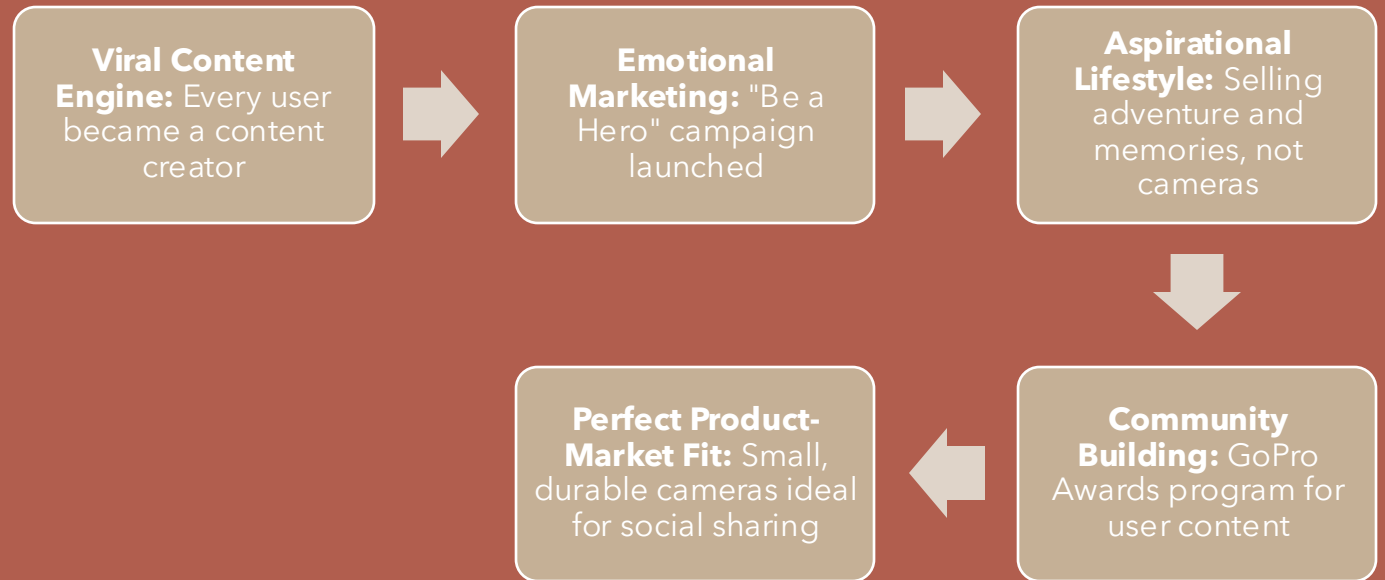 Viral Content
Engine: Every user
became a content
creator
Emotional
Marketing: "Be a
Hero" campaign
launched
Aspirational
Lifestyle: Selling
adventure and
memories, not
cameras
Community
Building: GoPro
Awards program for
user content
Perfect Product-
Market Fit: Small,
durable cameras ideal
for social sharing